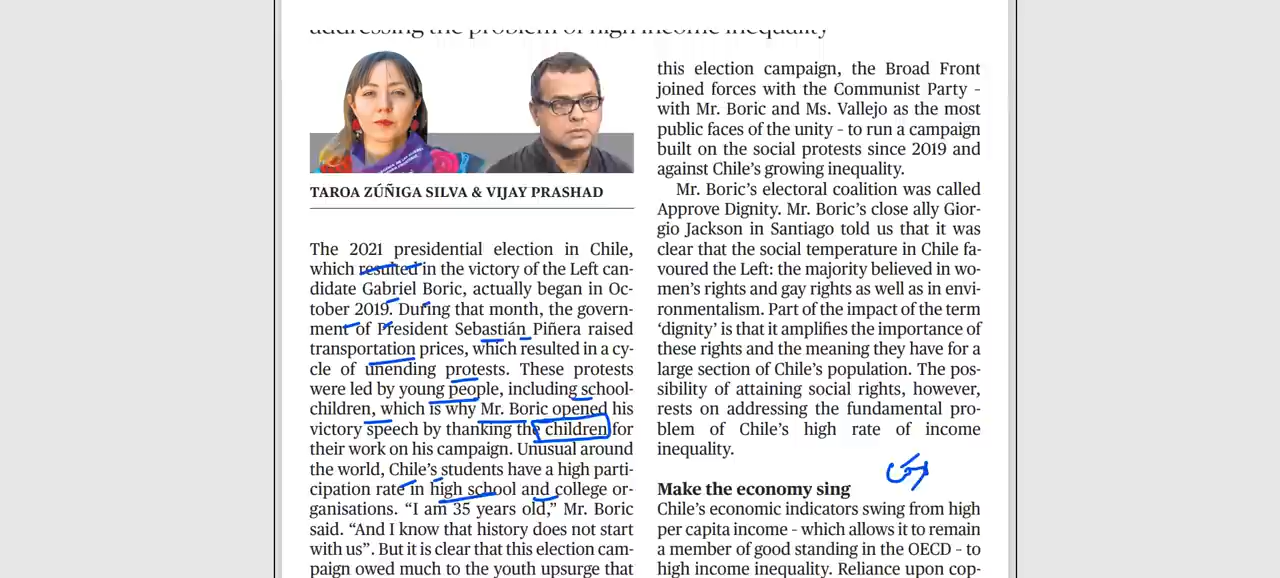 addressing the problem of high income inequality
TAROA ZÚÑIGA SILVA & VIJAY PRASHAD
The 2021 presidential election in Chile,
which resulted in the victory of the Left can-
didate Gabriel Boric, actually began in Oc-
tober 2019. During that month, the govern-
ment of President Sebastián Piñera raised
transportation prices, which resulted in a cy-
cle of unending protests. These protests
were led by young people, including school-
children, which is why Mr. Boric opened his
victory speech by thanking the children for
their work on his campaign. Unusual around
the world, Chile's students have a high parti-
cipation rate in high school and college or-
ganisations. “I am 35 years old,” Mr. Boric
said. “And I know that history does not start
with us”. But it is clear that this election cam-
paign owed much to the youth upsurge that
this election campaign, the Broad Front
joined forces with the Communist Party –
with Mr. Boric and Ms. Vallejo as the most
public faces of the unity – to run a campaign
built on the social protests since 2019 and
against Chile's growing inequality.
Mr. Boric's electoral coalition was called
Approve Dignity. Mr. Boric's close ally Gior-
gio Jackson in Santiago told us that it was
clear that the social temperature in Chile fa-
voured the Left: the majority believed in wo-
men's rights and gay rights as well as in envi-
ronmentalism. Part of the impact of the term
‘dignity’ is that it amplifies the importance of
these rights and the meaning they have for a
large section of Chile's population. The pos-
sibility of attaining social rights, however,
rests on addressing the fundamental pro-
blem of Chile's high rate of income
inequality.
Make the economy sing
Chile's economic indicators swing from high
per capita income – which allows it to remain
a member of good standing in the OECD – to
high income inequality. Reliance upon cop-